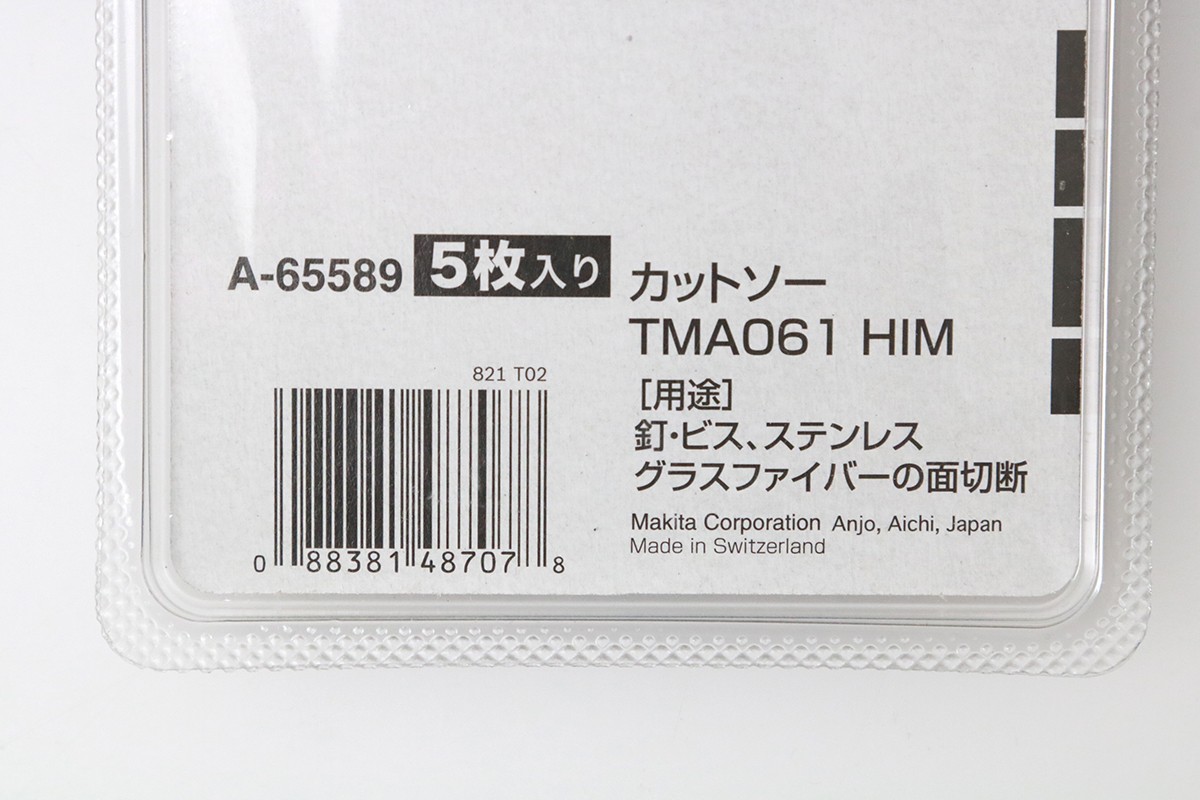 A-65589 5枚入り
カットソー
TMA061 HIM
821 T02
［用途］
釘・ビス、ステンレス
グラスファイバーの面切断
Makita Corporation Anjo, Aichi, Japan
Made in Switzerland
0 88381 48707 8